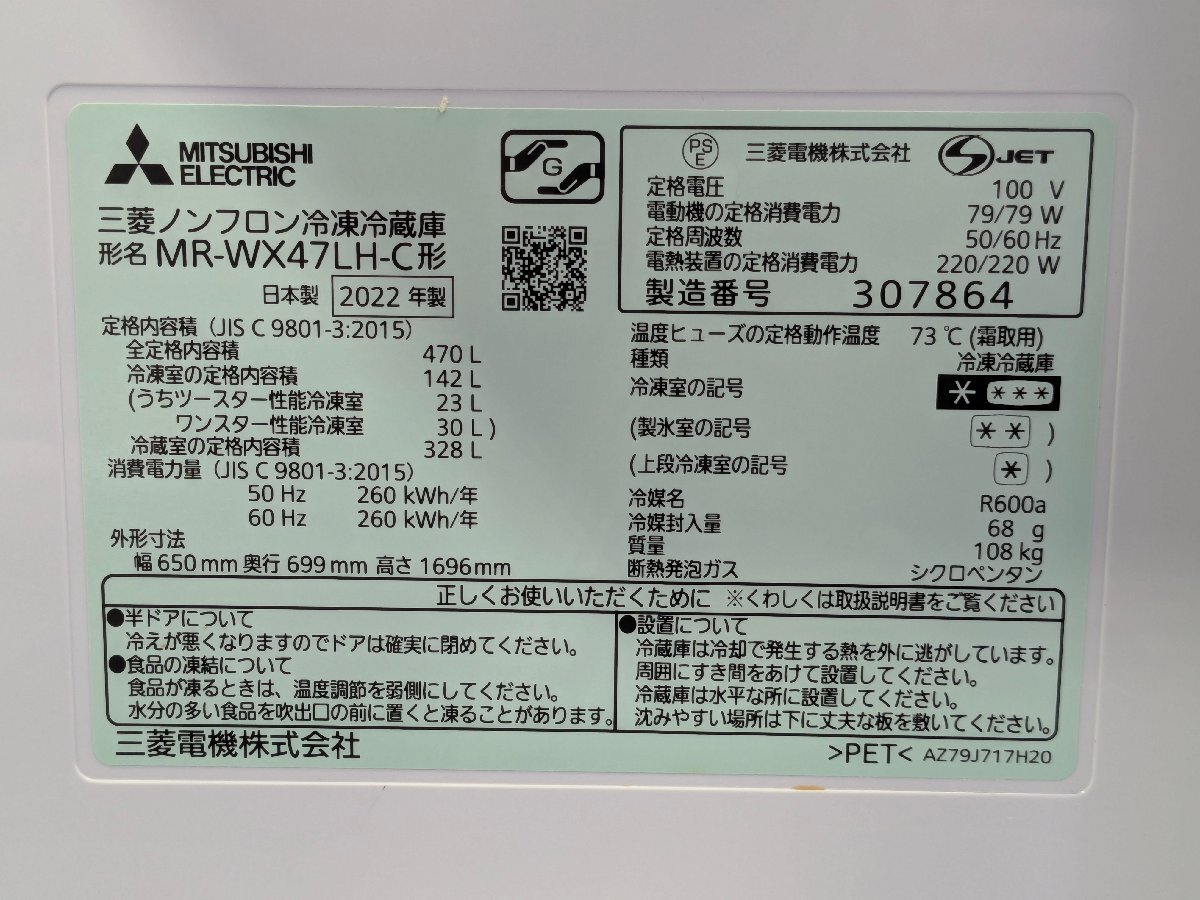 MITSUBISHI
ELECTRIC
三菱ノンフロン冷凍冷蔵庫
形名 MR-WX47LH-C形
日本製 2022 年製
G
定格内容積 (JIS C 9801-3:2015)
全定格内容積 470 L
冷凍室の定格内容積 142 L
(うちツースター性能冷凍室 23 L
ワンスター性能冷凍室 30 L )
冷蔵室の定格内容積 328 L
消費電力量 (JIS C 9801-3:2015)
50 Hz 260 kWh/年
60 Hz 260 kWh/年
外形寸法
幅 650 mm 奥行 699 mm 高さ 1696 mm
PS E 三菱電機株式会社 S JET
定格電圧 100 V
電動機の定格消費電力 79/79 W
定格周波数 50/60 Hz
電熱装置の定格消費電力 220/220 W
製造番号 307864
温度ヒューズの定格動作温度 73 ℃ (霜取用)
種類 冷凍冷蔵庫
冷凍室の記号 * ***
(製氷室の記号 ** )
(上段冷凍室の記号 * )
冷媒名 R600a
冷媒封入量 68 g
質量 108 kg
断熱発泡ガス シクロペンタン
正しくお使いいただくために ※くわしくは取扱説明書をご覧ください
●半ドアについて
冷えが悪くなりますのでドアは確実に閉めてください。
●食品の凍結について
食品が凍るときは、温度調節を弱側にしてください。
水分の多い食品を吹出口の前に置くと凍ることがあります。
●設置について
冷蔵庫は冷却で発生する熱を外に逃がしています。
周囲にすき間をあけて設置してください。
冷蔵庫は水平な所に設置してください。
沈みやすい場所は下に丈夫な板を敷いてください。
三菱電機株式会社
>PET< AZ79J717H20